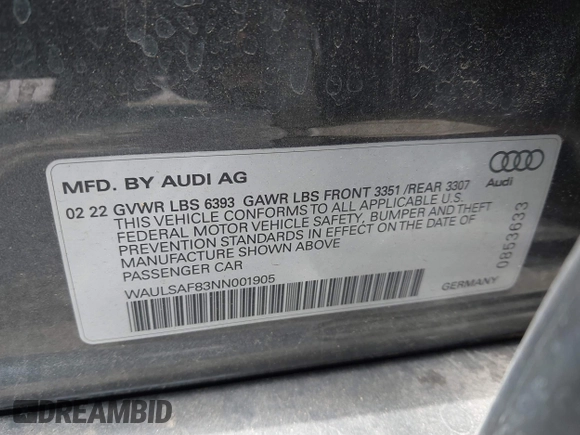 MFD. BY AUDI AG
Audi
02 22 GVWR LBS 6393 GAWR LBS FRONT 3351 /REAR 3307
THIS VEHICLE CONFORMS TO ALL APPLICABLE U.S.
FEDERAL MOTOR VEHICLE SAFETY, BUMPER AND THEFT
PREVENTION STANDARDS IN EFFECT ON THE DATE OF
MANUFACTURE SHOWN ABOVE
PASSENGER CAR
WAULSAF83NN001905
0853633
GERMANY
DREAMBID